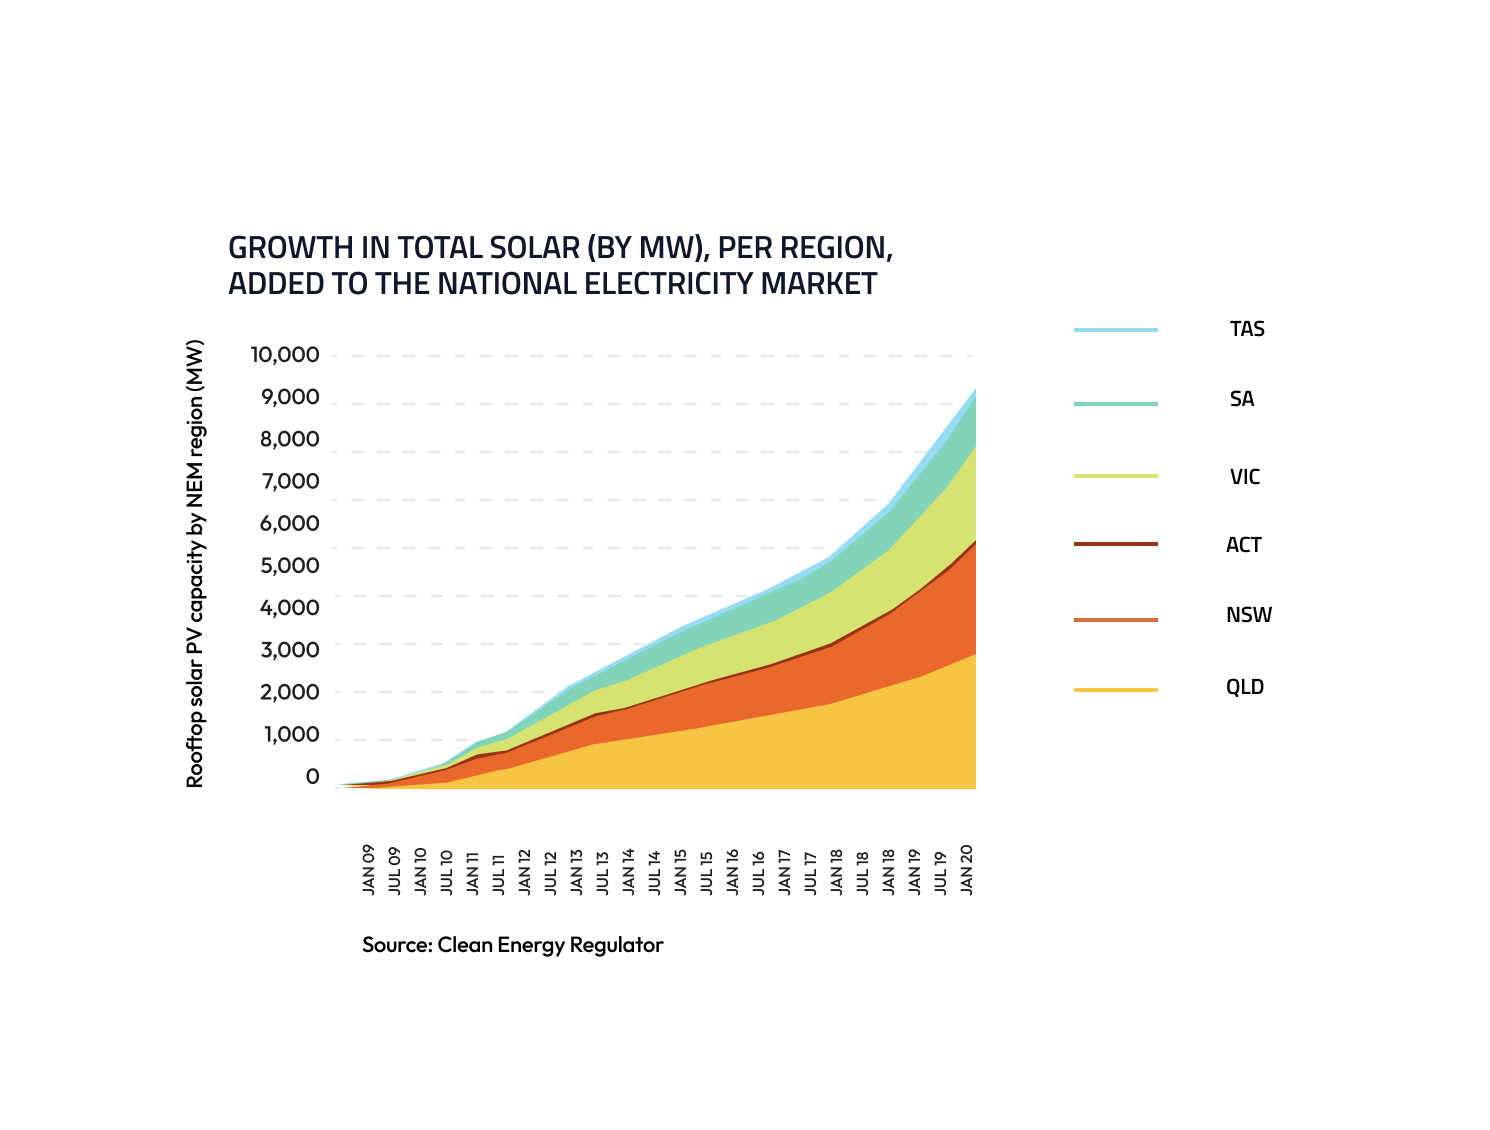 GROWTH IN TOTAL SOLAR (BY MW), PER REGION,
ADDED TO THE NATIONAL ELECTRICITY MARKET
Rooftop solar PV capacity by NEM region (MW)
10,000
9,000
8,000
7,000
6,000
5,000
4,000
3,000
2,000
1,000
0
JAN 09
JUL 09
JAN 10
JUL 10
JAN 11
JUL 11
JAN 12
JUL 12
JAN 13
JUL 13
JAN 14
JUL 14
JAN 15
JUL 15
JAN 16
JUL 16
JAN 17
JUL 17
JAN 18
JUL 18
JAN 18
JAN 19
JUL 19
JAN 20
TAS
SA
VIC
ACT
NSW
QLD
Source: Clean Energy Regulator